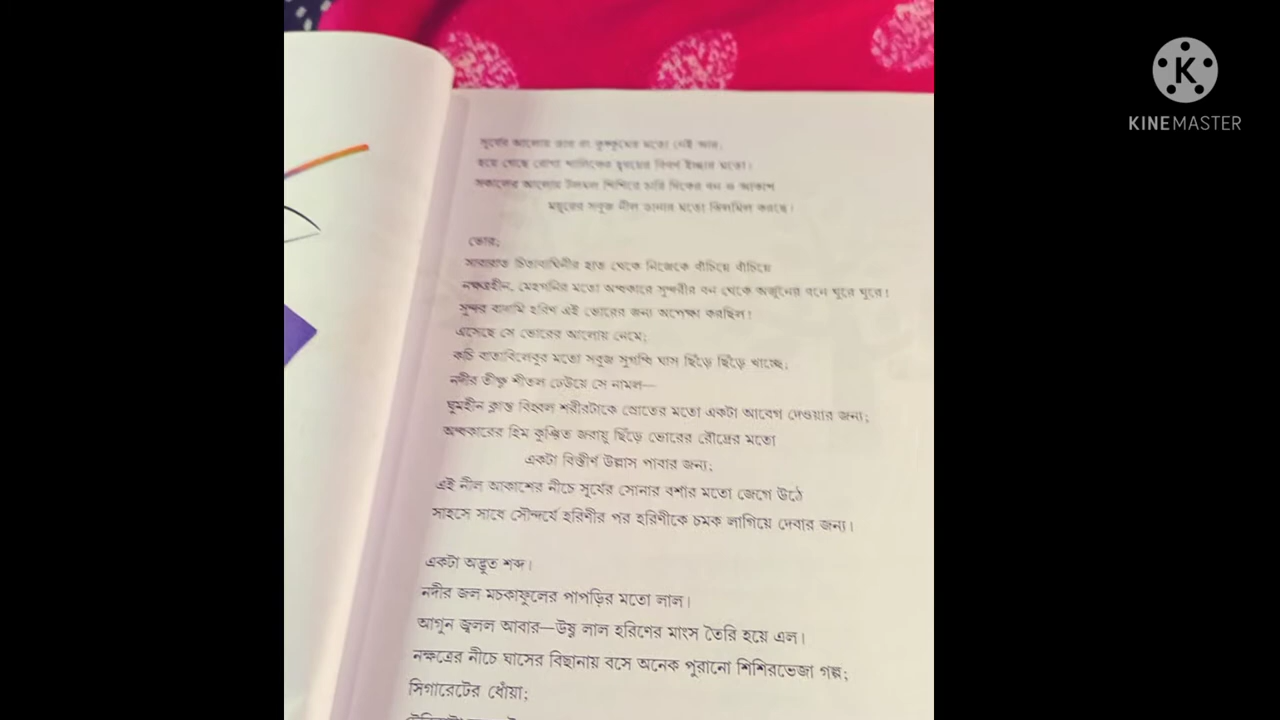 সূর্যের আলোয় তার রং কুঙ্কুমের মতো নেই আর;
হয়ে গেছে রোগা শালিকের হৃদয়ের বিবর্ণ ইচ্ছার মতো।
সকালের আলোয় টলমল শিশিরে চারি দিকের বন ও আকাশ
ময়ূরের সবুজ নীল ডানার মতো ঝিলমিল করছে।
ভোর;
সারারাত চিতাবাঘিনীর হাত থেকে নিজেকে বাঁচিয়ে বাঁচিয়ে
নক্ষত্রহীন, মেহগনির মতো অন্ধকারে সুন্দরীর বন থেকে অর্জুনের বনে ঘুরে ঘুরে!
সুন্দর বাদামি হরিণ এই ভোরের জন্য অপেক্ষা করছিল!
এসেছে সে ভোরের আলোয় নেমে;
কচি বাতাবিলেবুর মতো সবুজ সুগন্ধি ঘাস ছিঁড়ে ছিঁড়ে খাচ্ছে;
নদীর তীক্ষ্ণ শীতল ঢেউয়ে সে নামল—
ঘুমহীন ক্লান্ত বিহ্বল শরীরটাকে স্রোতের মতো একটা আবেগ দেওয়ার জন্য;
অন্ধকারের হিম কুঞ্চিত জরায়ু ছিঁড়ে ভোরের রৌদ্রের মতো
একটা বিস্তীর্ণ উল্লাস পাবার জন্য;
এই নীল আকাশের নীচে সূর্যের সোনার বর্শার মতো জেগে উঠে
সাহসে সাধে সৌন্দর্যে হরিণীর পর হরিণীকে চমক লাগিয়ে দেবার জন্য।
একটা অদ্ভুত শব্দ।
নদীর জল মচকাফুলের পাপড়ির মতো লাল।
আগুন জ্বলল আবার—উষ্ণ লাল হরিণের মাংস তৈরি হয়ে এল।
নক্ষত্রের নীচে ঘাসের বিছানায় বসে অনেক পুরানো শিশিরভেজা গল্প;
সিগারেটের ধোঁয়া;
KINEMASTER